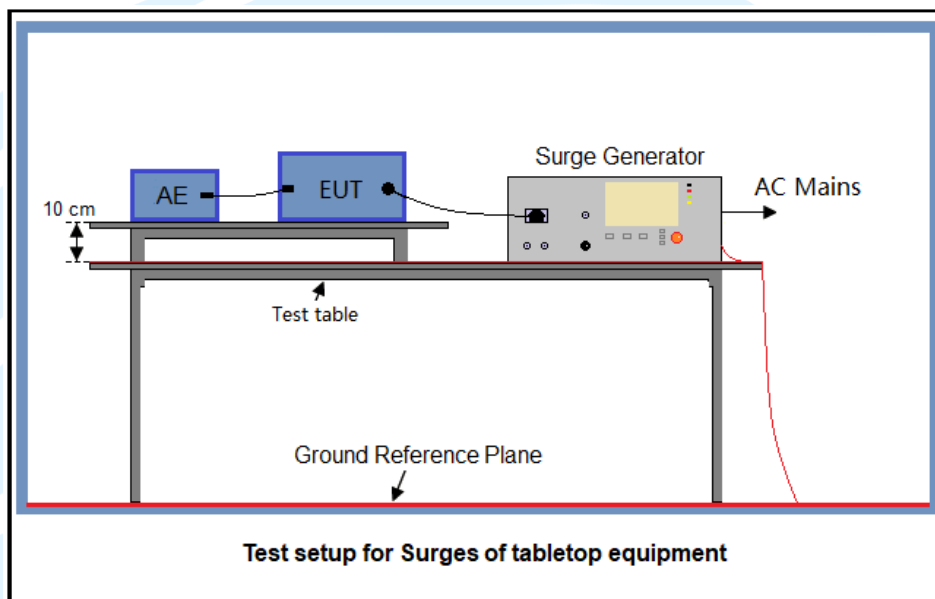 Surge Generator
AC Mains
AE
EUT
10 cm
Test table
Ground Reference Plane
Test setup for Surges of tabletop equipment